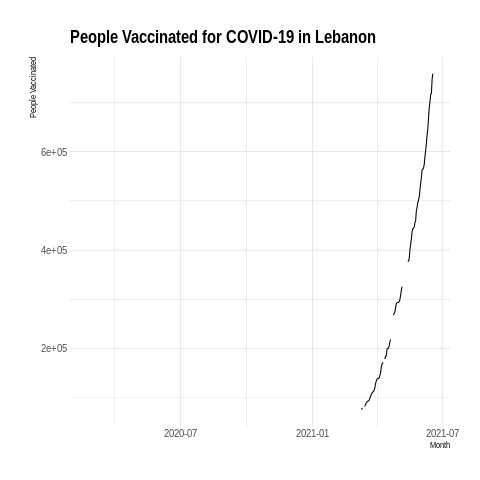 People Vaccinated for COVID-19 in Lebanon
People Vaccinated
6e+05
4e+05
2e+05
2020-07
2021-01
2021-07
Month